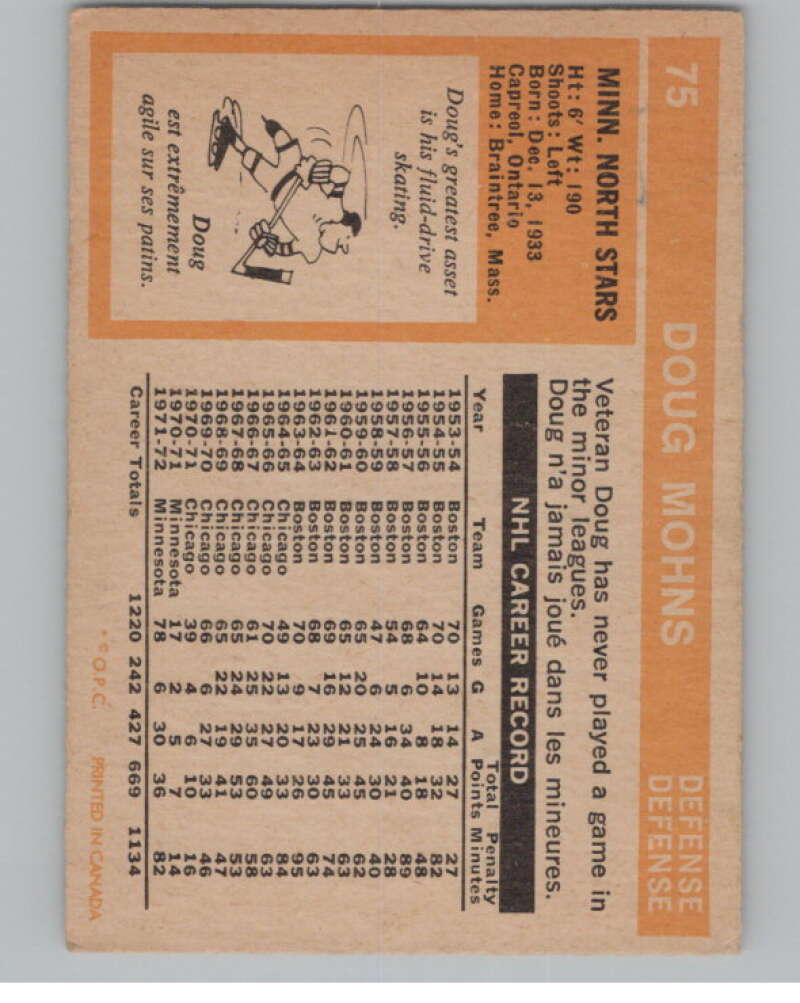 75 DOUG MOHNS DEFENSE
DEFENSE
MINN. NORTH STARS
Ht: 6' Wt: 190
Shoots: Left
Born: Dec. 13, 1933
Capreol, Ontario
Home: Braintree, Mass.
Doug's greatest asset
is his fluid-drive
skating.
Doug
est extrêmement
agile sur ses patins.
Veteran Doug has never played a game in
the minor leagues.
Doug n'a jamais joué dans les mineures.
NHL CAREER RECORD
Total Penalty
Year Team Games G A Points Minutes
1953-54 Boston 70 13 14 27 27
1954-55 Boston 70 14 18 32 82
1955-56 Boston 64 10 8 18 48
1956-57 Boston 68 6 34 40 89
1957-58 Boston 54 5 16 21 28
1958-59 Boston 47 6 24 30 40
1959-60 Boston 65 20 25 45 62
1960-61 Boston 65 12 21 33 63
1961-62 Boston 69 16 29 45 74
1962-63 Boston 68 7 23 30 63
1963-64 Boston 70 9 17 26 95
1964-65 Chicago 49 13 20 33 84
1965-66 Chicago 70 22 27 49 63
1966-67 Chicago 61 25 35 60 58
1967-68 Chicago 65 24 29 53 53
1968-69 Chicago 65 22 19 41 47
1969-70 Chicago 66 6 27 33 46
1970-71 Chicago 39 4 6 10 16
1970-71 Minnesota 17 2 5 7 14
1971-72 Minnesota 78 6 30 36 82
Career Totals 1220 242 427 669 1134
* © O.P.C. PRINTED IN CANADA